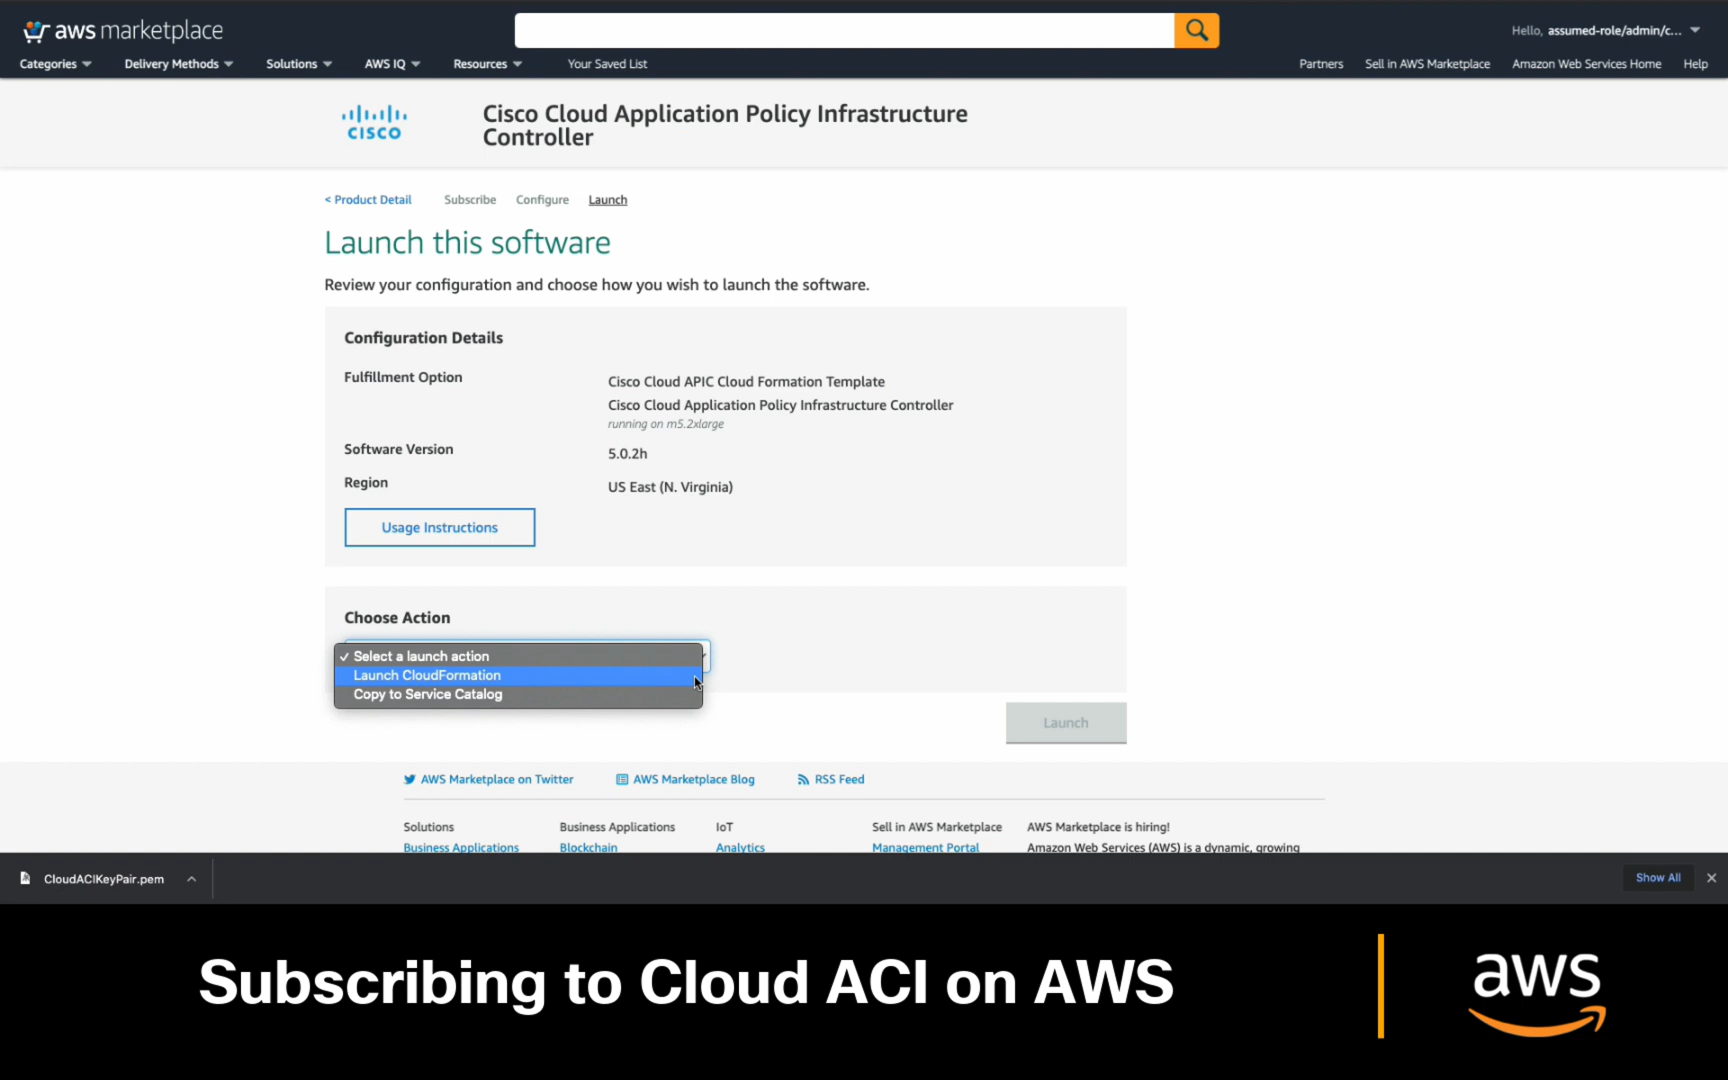 aws marketplace
Hello, assumed-role/admin/c...
Categories
Delivery Methods
Solutions
AWS IQ
Resources
Your Saved List
Partners
Sell in AWS Marketplace
Amazon Web Services Home
Help
CISCO
Cisco Cloud Application Policy Infrastructure
Controller
< Product Detail
Subscribe
Configure
Launch
Launch this software
Review your configuration and choose how you wish to launch the software.
Configuration Details
Fulfillment Option
Cisco Cloud APIC Cloud Formation Template
Cisco Cloud Application Policy Infrastructure Controller
running on m5.2xlarge
Software Version
5.0.2h
Region
US East (N. Virginia)
Usage Instructions
Choose Action
✓ Select a launch action
Launch CloudFormation
Copy to Service Catalog
Launch
AWS Marketplace on Twitter
AWS Marketplace Blog
RSS Feed
Solutions
Business Applications
IoT
Sell in AWS Marketplace
AWS Marketplace is hiring!
Business Applications
Blockchain
Analytics
Management Portal
Amazon Web Services (AWS) is a dynamic, growing
CloudACIKeyPair.pem
Show All
Subscribing to Cloud ACI on AWS
aws